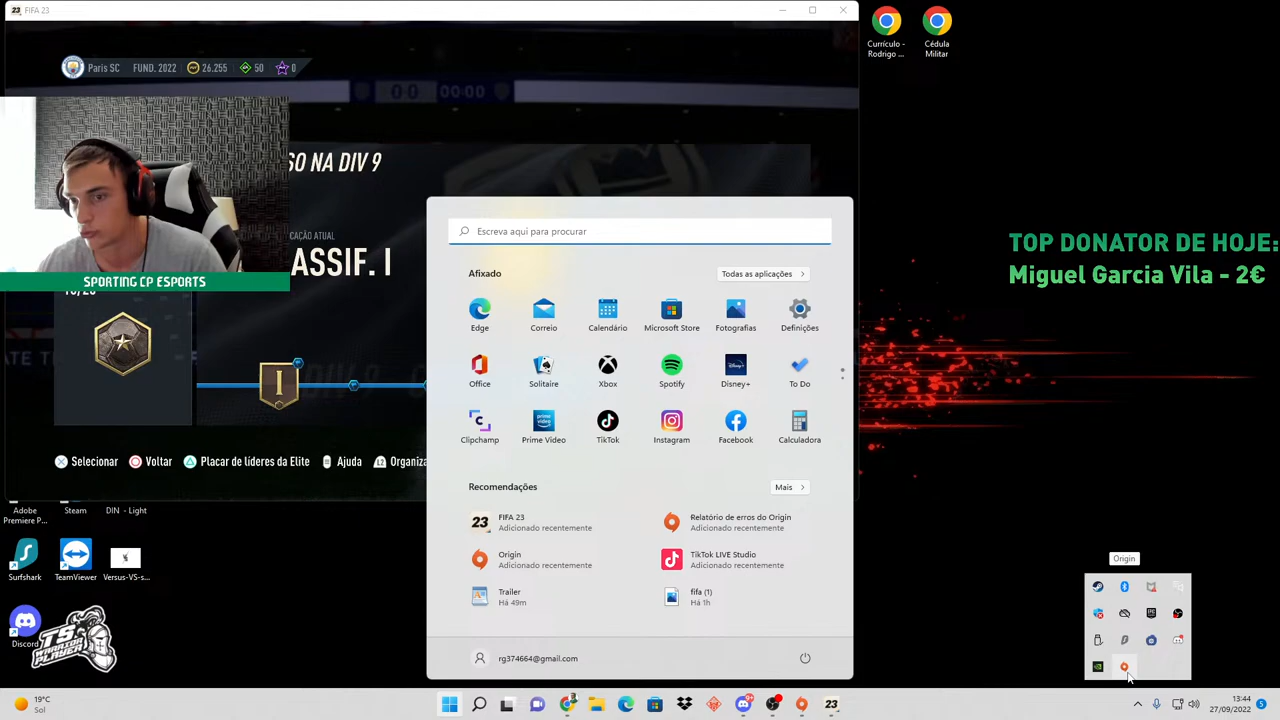 FIFA 23
Paris SC FUND. 2022 26.255 50 0
00 00:00
SO NA DIV 9
CAÇÃO ATUAL
ASSIF. I
SPORTING CP ESPORTS
I
Selecionar Voltar Placar de líderes da Elite Ajuda Organiza
Currículo -
Rodrigo ...
Cédula
Militar
TOP DONATOR DE HOJE:
Miguel Garcia Vila - 2€
Escreva aqui para procurar
Afixado
Todas as aplicações >
Edge
Correio
Calendário
Microsoft Store
Fotografias
Definições
Office
Solitaire
Xbox
Spotify
Disney+
To Do
Clipchamp
Prime Video
TikTok
Instagram
Facebook
Calculadora
Recomendações
Mais >
FIFA 23
Adicionado recentemente
Relatório de erros do Origin
Adicionado recentemente
Origin
Adicionado recentemente
TikTok LIVE Studio
Adicionado recentemente
Trailer
Há 49m
fifa (1)
Há 1h
rg374664@gmail.com
Adobe
Premiere P...
Steam
DIN - Light
Surfshark
TeamViewer
Versus-VS-s...
Discord
WARRIOR
PLAYER
Origin
19°C
Sol
13:44
27/09/2022